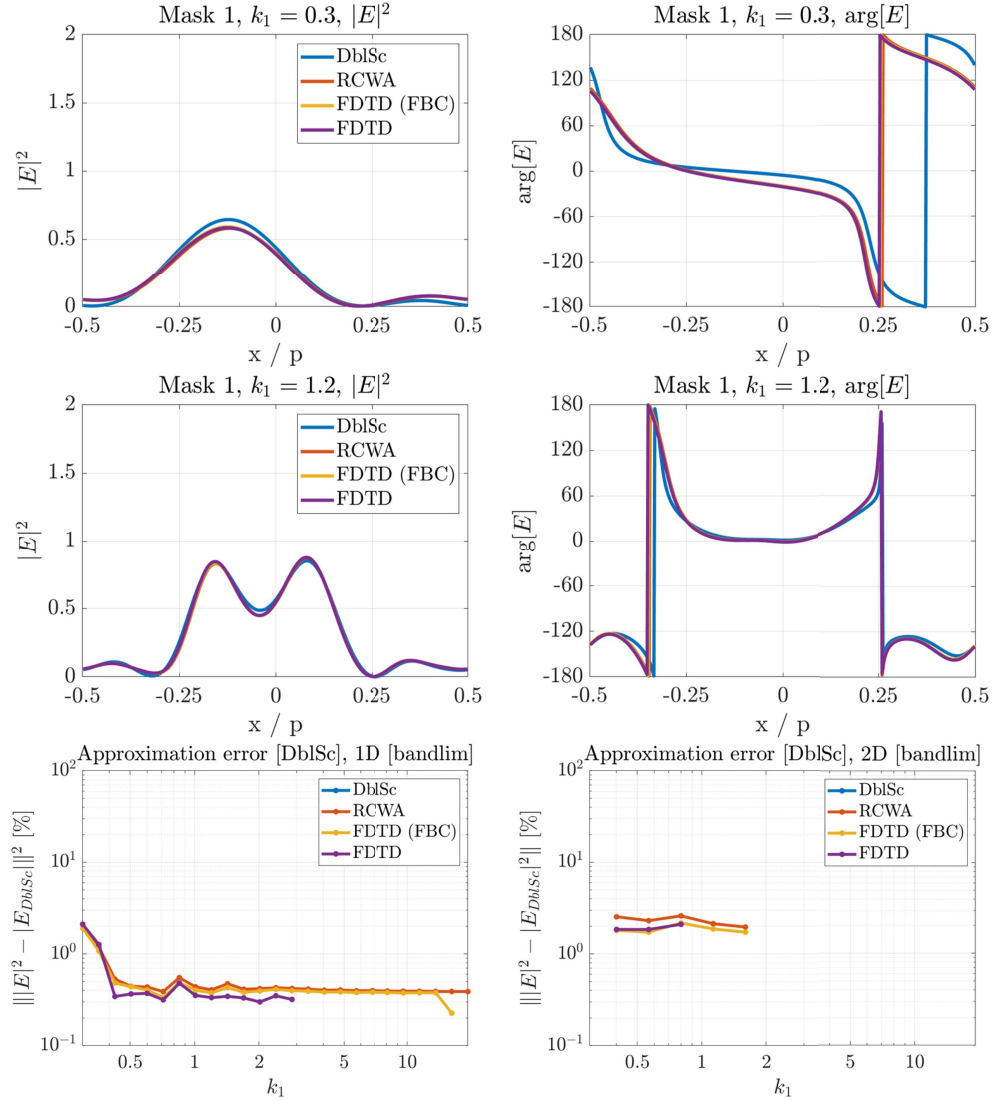 Mask 1, k₁ = 0.3, |E|²
2
1.5
1
0.5
0
|E|²
DblSc
RCWA
FDTD (FBC)
FDTD
-0.5
-0.25
0
0.25
0.5
x / p
Mask 1, k₁ = 0.3, arg[E]
180
120
60
0
-60
-120
-180
arg[E]
-0.5
-0.25
0
0.25
0.5
x / p
Mask 1, k₁ = 1.2, |E|²
2
1.5
1
0.5
0
|E|²
DblSc
RCWA
FDTD (FBC)
FDTD
-0.5
-0.25
0
0.25
0.5
x / p
Mask 1, k₁ = 1.2, arg[E]
180
120
60
0
-60
-120
-180
arg[E]
-0.5
-0.25
0
0.25
0.5
x / p
Approximation error [DblSc], 1D [bandlim]
10²
10¹
10⁰
10⁻¹
|||E|² − |E_{DblSc}|||² [%]
DblSc
RCWA
FDTD (FBC)
FDTD
0.5
1
2
5
10
k₁
Approximation error [DblSc], 2D [bandlim]
10²
10¹
10⁰
10⁻¹
|||E|² − |E_{DblSc}|²|| [%]
DblSc
RCWA
FDTD (FBC)
FDTD
0.5
1
2
5
10
k₁